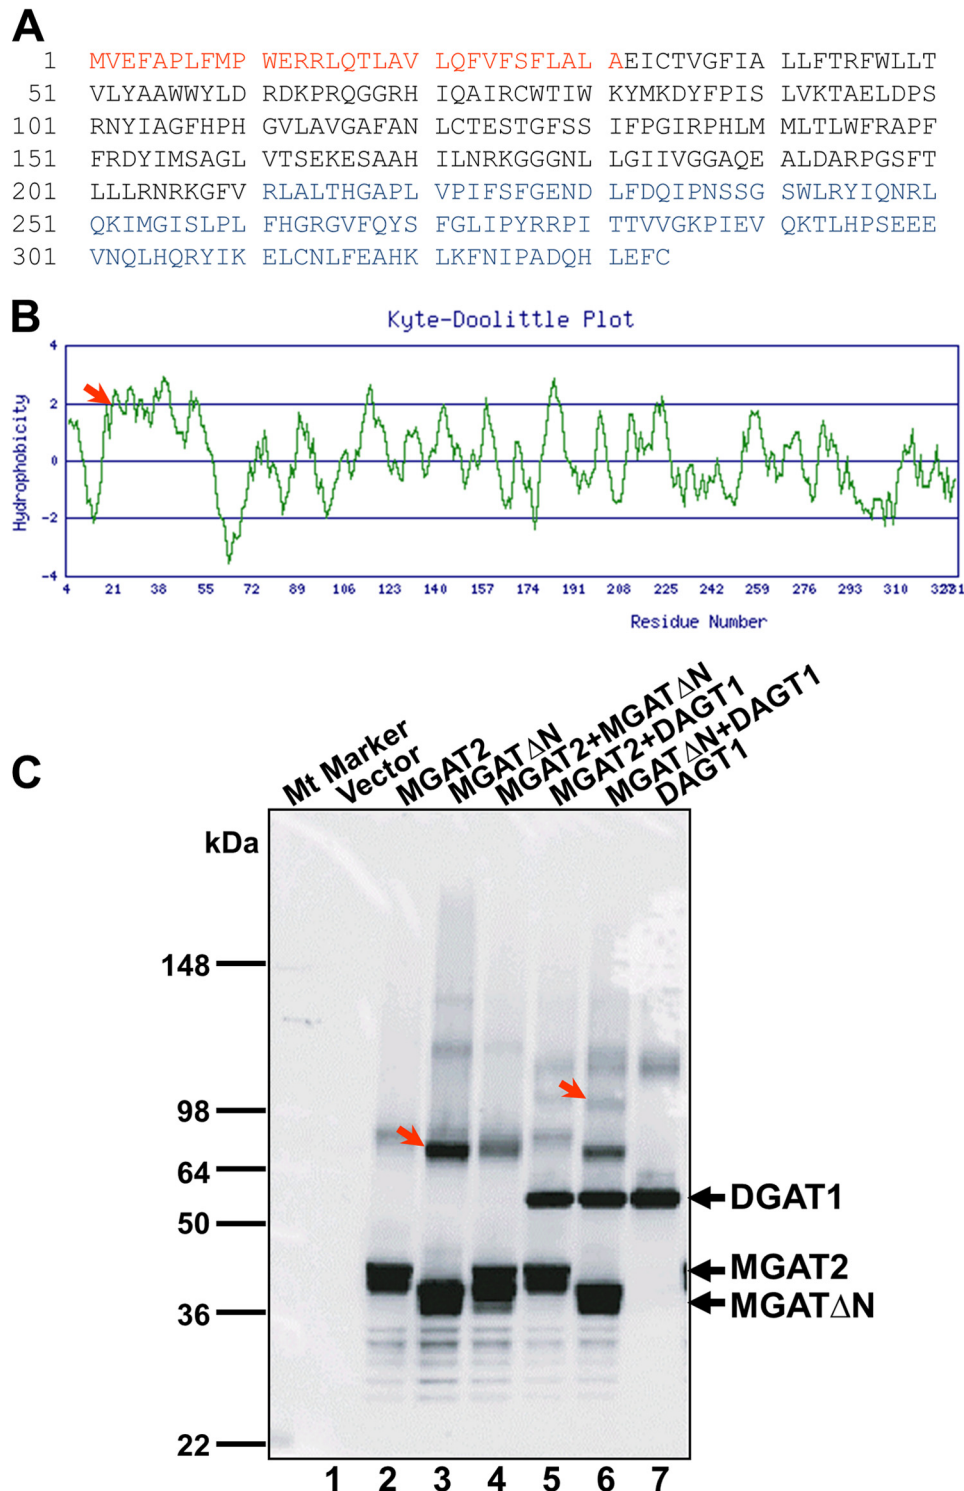 A
1 MVEFAPLFMP WERRLQTLAV LQFVFSFLAL AEICTVGFIA LLFTRFWLLT
51 VLYAAWWYLD RDKPRQGGRH IQAIRCWTIW KYMKDYFPIS LVKTAELDPS
101 RNYIAGFHPH GVLAVGAFAN LCTESTGFSS IFPGIRPHLM MLTLWFRAPF
151 FRDYIMSAGL VTSEKESAAH ILNRKGGGNL LGIIVGGAQE ALDARPGSFT
201 LLLRNRKGFV RLALTHGAPL VPIFSFGEND LFDQIPNSSG SWLRYIQNRL
251 QKIMGISLPL FHGRGVFQYS FGLIPYRRPI TTVVGKPIEV QKTLHPSEEE
301 VNQLHQRYIK ELCNLFEAHK LKFNIPADQH LEFC
B
Kyte-Doolittle Plot
Hydrophobicity
4
2
0
-2
-4
4 21 38 55 72 89 106 123 140 157 174 191 208 225 242 259 276 293 310
Residue Number
C
Mt Marker
Vector
MGAT2
MGATΔN
MGAT2+MGATΔN
MGAT2+DAGT1
MGATΔN+DAGT1
DAGT1
kDa
148
98
64
50
36
22
DGAT1
MGAT2
MGATΔN
1 2 3 4 5 6 7